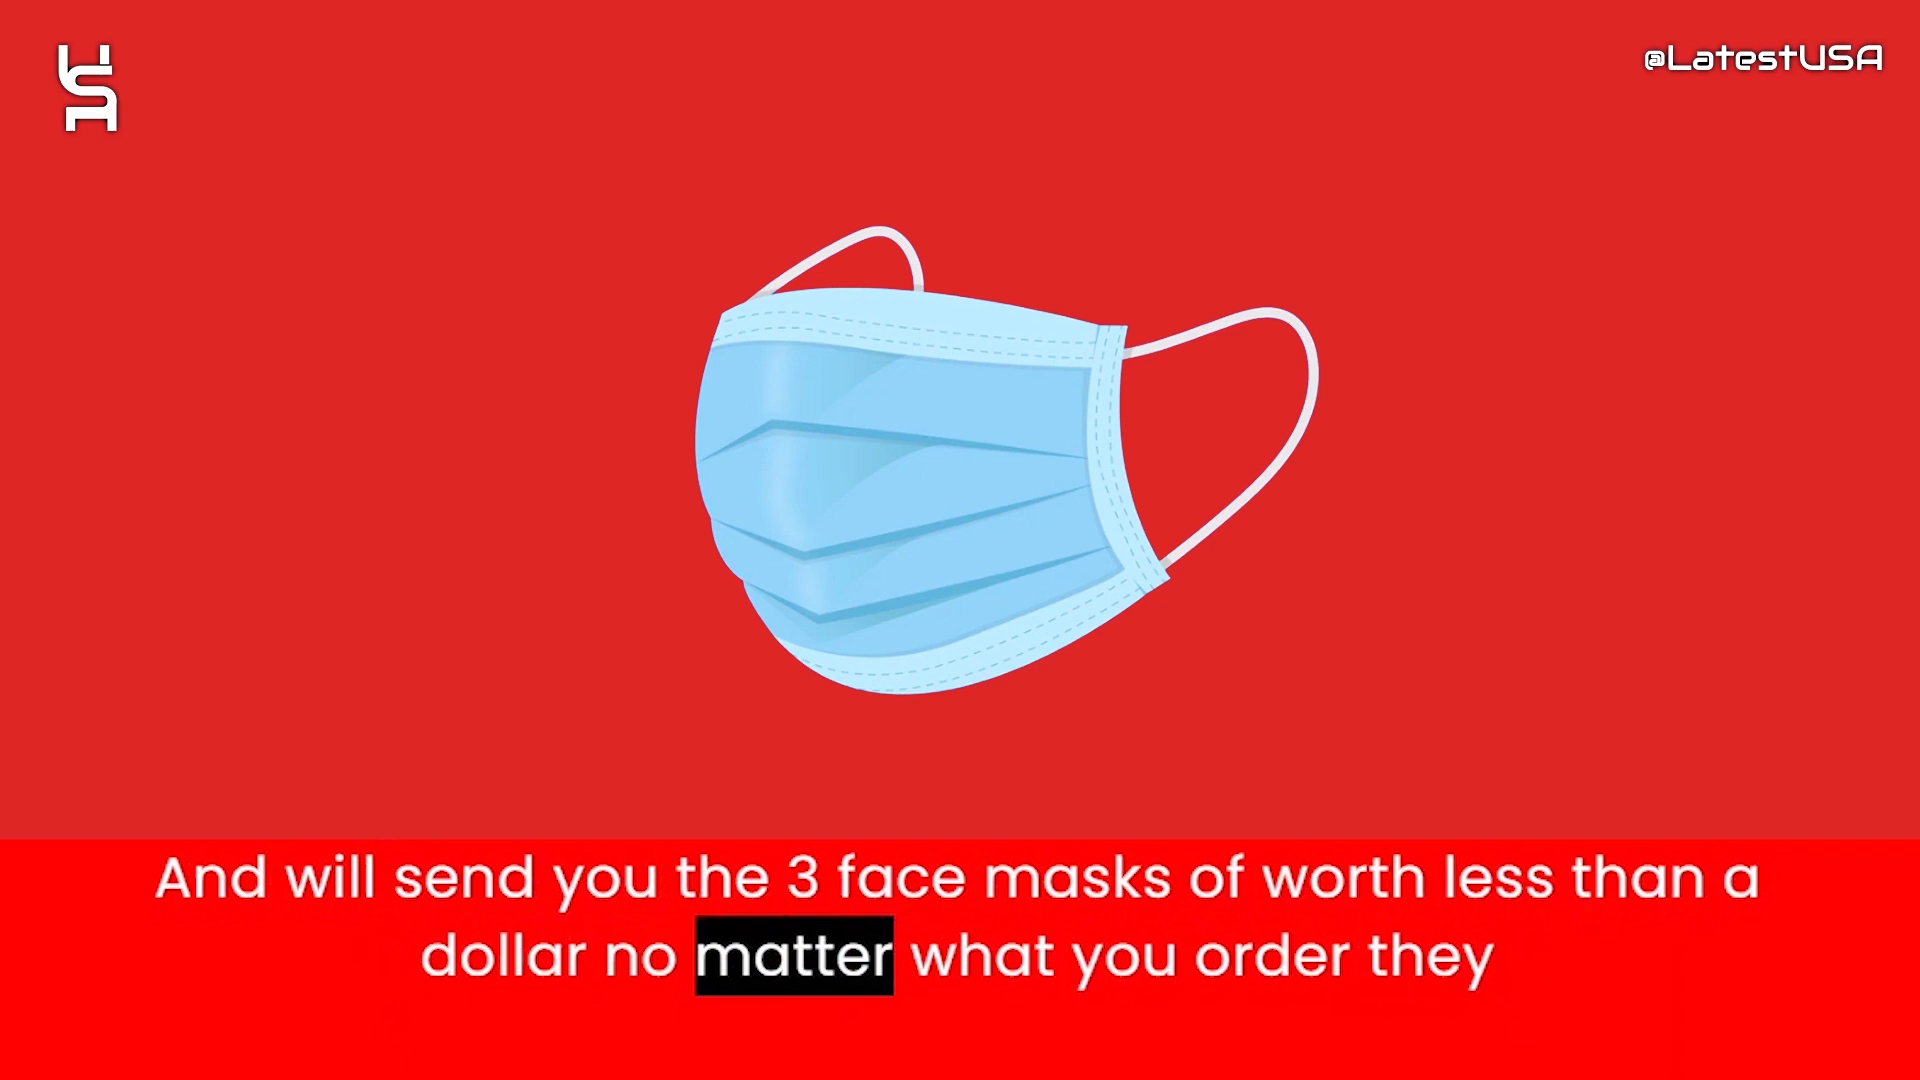 USA
@LatestUSA
And will send you the 3 face masks of worth less than a
dollar no matter what you order they